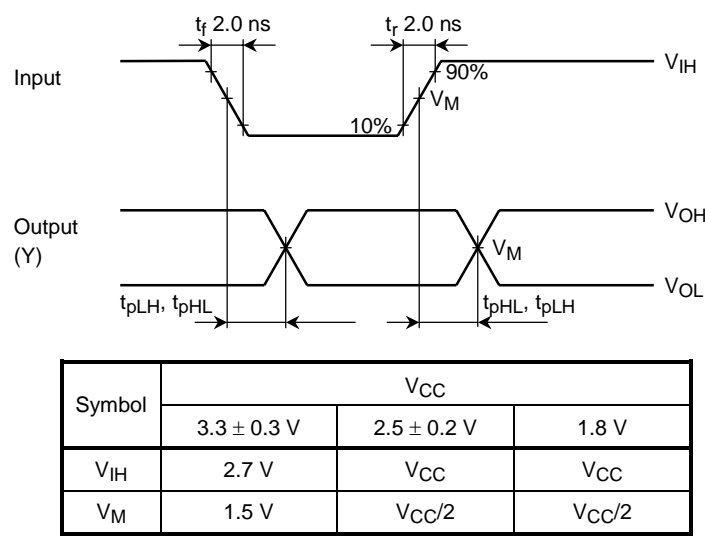 tf 2.0 ns
tr 2.0 ns
Input
VIH
90%
VM
10%
Output
(Y)
VOH
VM
VOL
tpLH, tpHL
tpHL, tpLH
Symbol
VCC
3.3 ± 0.3 V
2.5 ± 0.2 V
1.8 V
VIH
2.7 V
VCC
VCC
VM
1.5 V
VCC/2
VCC/2